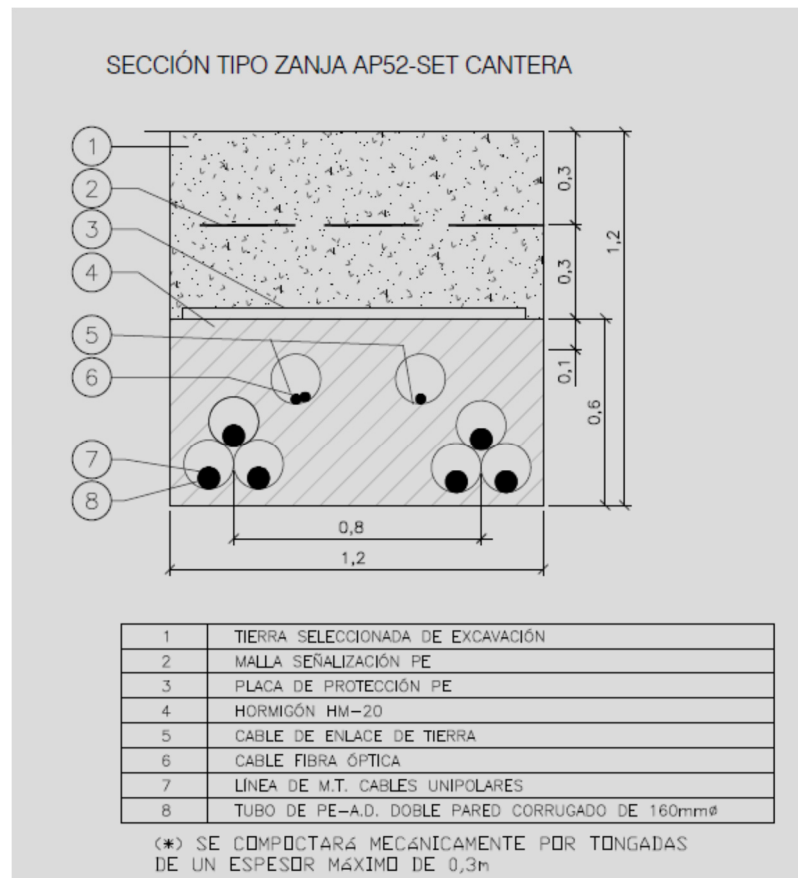 SECCIÓN TIPO ZANJA AP52-SET CANTERA
1
2
3
4
5
6
7
8
0,3
0,3
1,2
0,1
0,6
0,8
1,2
1 TIERRA SELECCIONADA DE EXCAVACIÓN
2 MALLA SEÑALIZACIÓN PE
3 PLACA DE PROTECCIÓN PE
4 HORMIGÓN HM-20
5 CABLE DE ENLACE DE TIERRA
6 CABLE FIBRA ÓPTICA
7 LÍNEA DE M.T. CABLES UNIPOLARES
8 TUBO DE PE-A.D. DOBLE PARED CORRUGADO DE 160mmø
(*) SE COMPOCTARá MECáNICAMENTE POR TONGADAS
DE UN ESPESOR MáXIMO DE 0,3m